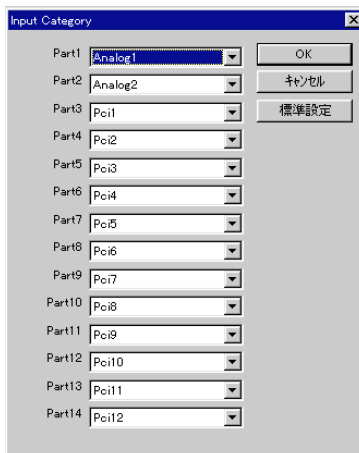 Input Category
Part1 Analog1
Part2 Analog2
Part3 Pci1
Part4 Pci2
Part5 Pci3
Part6 Pci4
Part7 Pci5
Part8 Pci6
Part9 Pci7
Part10 Pci8
Part11 Pci9
Part12 Pci10
Part13 Pci11
Part14 Pci12
OK
キャンセル
標準設定